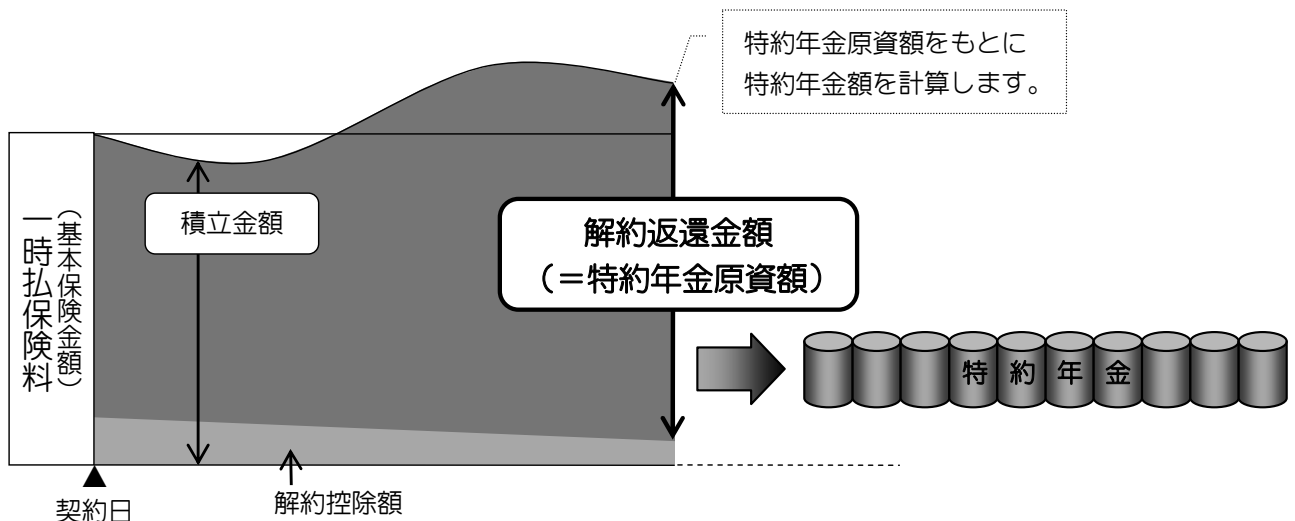 特約年金原資額をもとに
特約年金額を計算します。
一時払保険料
（基本保険金額）
積立金額
解約返還金額
（＝特約年金原資額）
特約年金
契約日
解約控除額